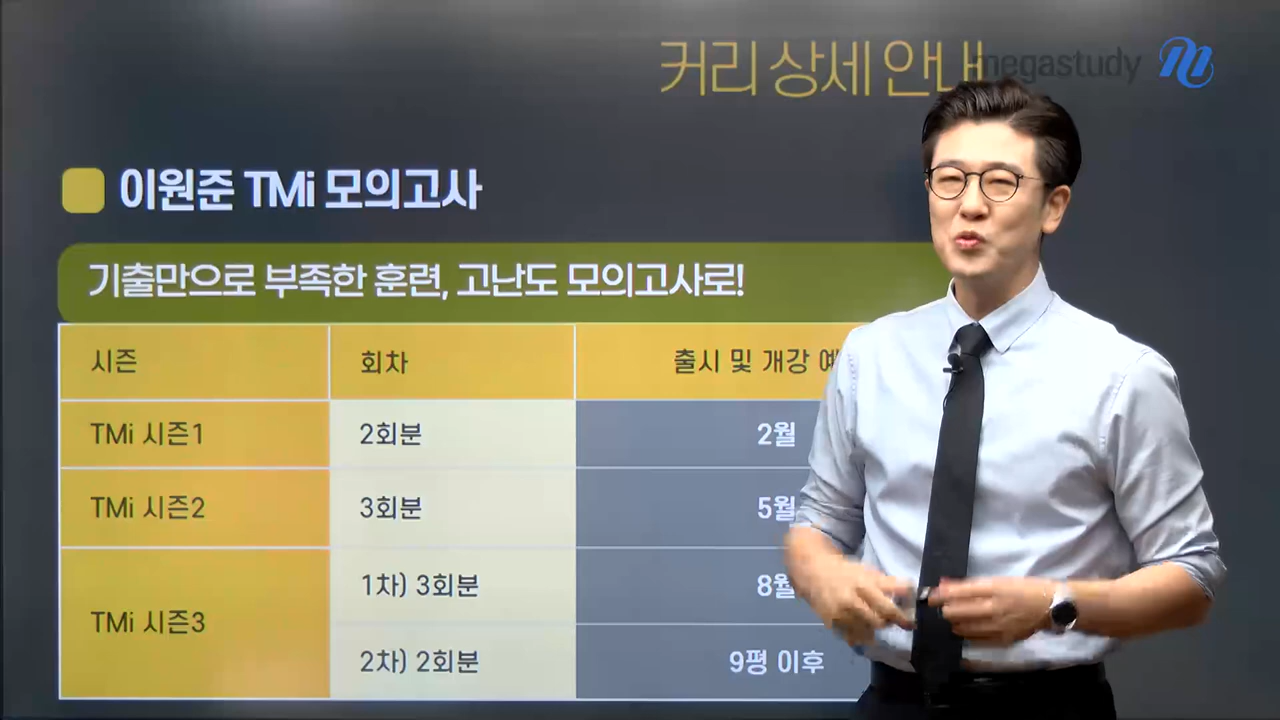 커리 상세 안내
megastudy
이원준 TMi 모의고사
기출만으로 부족한 훈련, 고난도 모의고사로!
시즌 회차 출시 및 개강
TMi 시즌1 2회분 2월
TMi 시즌2 3회분 5월
TMi 시즌3
1차) 3회분 8월
2차) 2회분 9평 이후